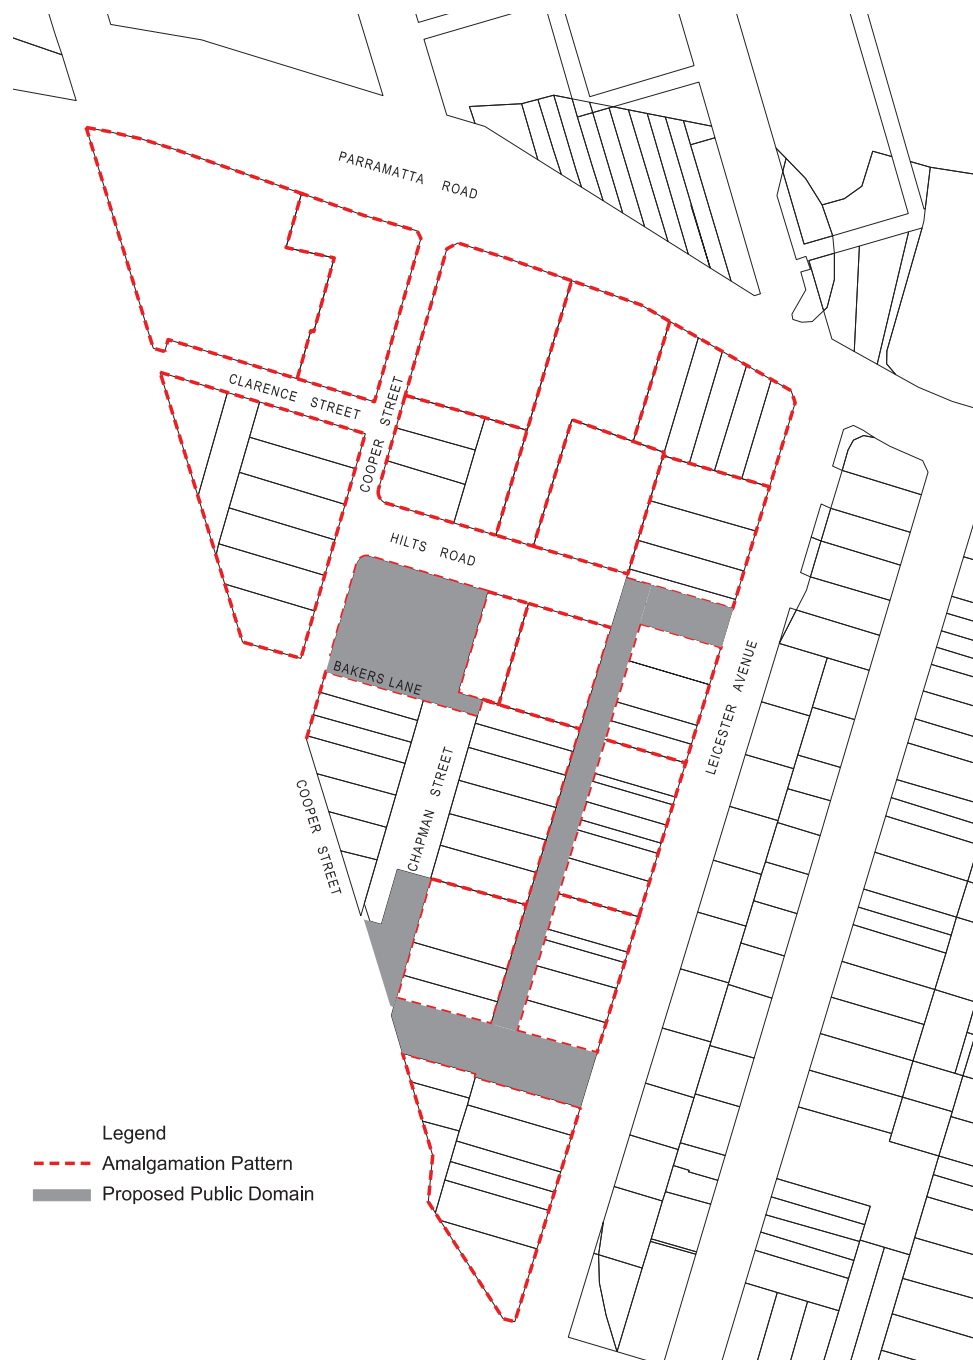 PARRAMATTA ROAD
CLARENCE STREET
COOPER STREET
HILTS ROAD
BAKERS LANE
LEICESTER AVENUE
CHAPMAN STREET
COOPER STREET
Legend
Amalgamation Pattern
Proposed Public Domain